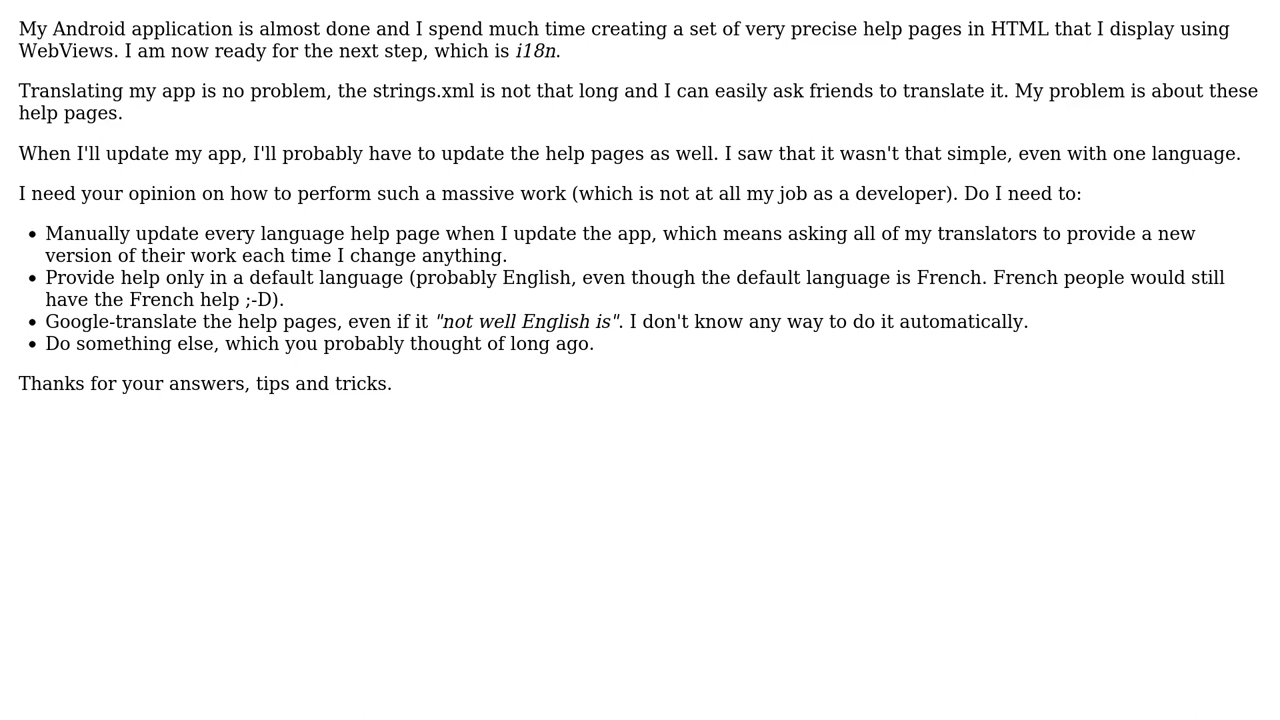 My Android application is almost done and I spend much time creating a set of very precise help pages in HTML that I display using
WebViews. I am now ready for the next step, which is i18n.
Translating my app is no problem, the strings.xml is not that long and I can easily ask friends to translate it. My problem is about these
help pages.
When I'll update my app, I'll probably have to update the help pages as well. I saw that it wasn't that simple, even with one language.
I need your opinion on how to perform such a massive work (which is not at all my job as a developer). Do I need to:
• Manually update every language help page when I update the app, which means asking all of my translators to provide a new
version of their work each time I change anything.
• Provide help only in a default language (probably English, even though the default language is French. French people would still
have the French help ;-D).
• Google-translate the help pages, even if it "not well English is". I don't know any way to do it automatically.
• Do something else, which you probably thought of long ago.
Thanks for your answers, tips and tricks.